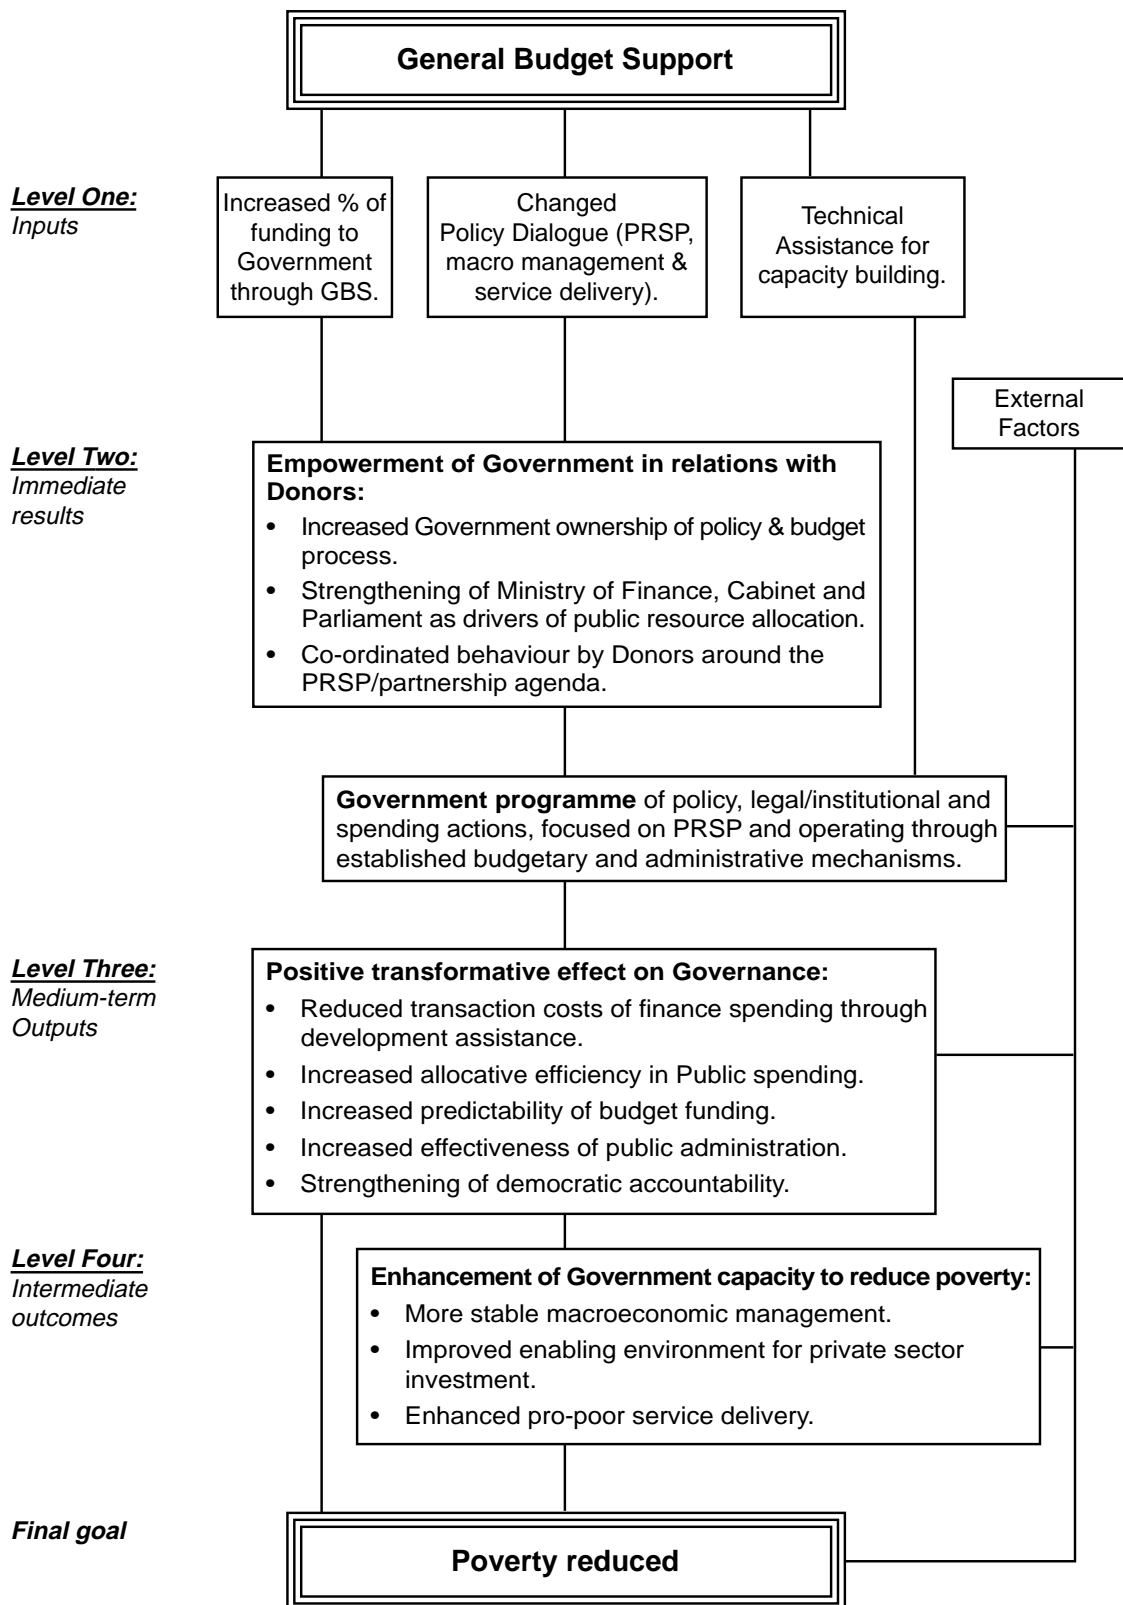 General Budget Support
Level One:
Inputs
Increased % of
funding to
Government
through GBS.
Changed
Policy Dialogue (PRSP,
macro management &
service delivery).
Technical
Assistance for
capacity building.
External
Factors
Level Two:
Immediate
results
Empowerment of Government in relations with
Donors:
• Increased Government ownership of policy & budget
process.
• Strengthening of Ministry of Finance, Cabinet and
Parliament as drivers of public resource allocation.
• Co-ordinated behaviour by Donors around the
PRSP/partnership agenda.
Government programme of policy, legal/institutional and
spending actions, focused on PRSP and operating through
established budgetary and administrative mechanisms.
Level Three:
Medium-term
Outputs
Positive transformative effect on Governance:
• Reduced transaction costs of finance spending through
development assistance.
• Increased allocative efficiency in Public spending.
• Increased predictability of budget funding.
• Increased effectiveness of public administration.
• Strengthening of democratic accountability.
Level Four:
Intermediate
outcomes
Enhancement of Government capacity to reduce poverty:
• More stable macroeconomic management.
• Improved enabling environment for private sector
investment.
• Enhanced pro-poor service delivery.
Final goal
Poverty reduced